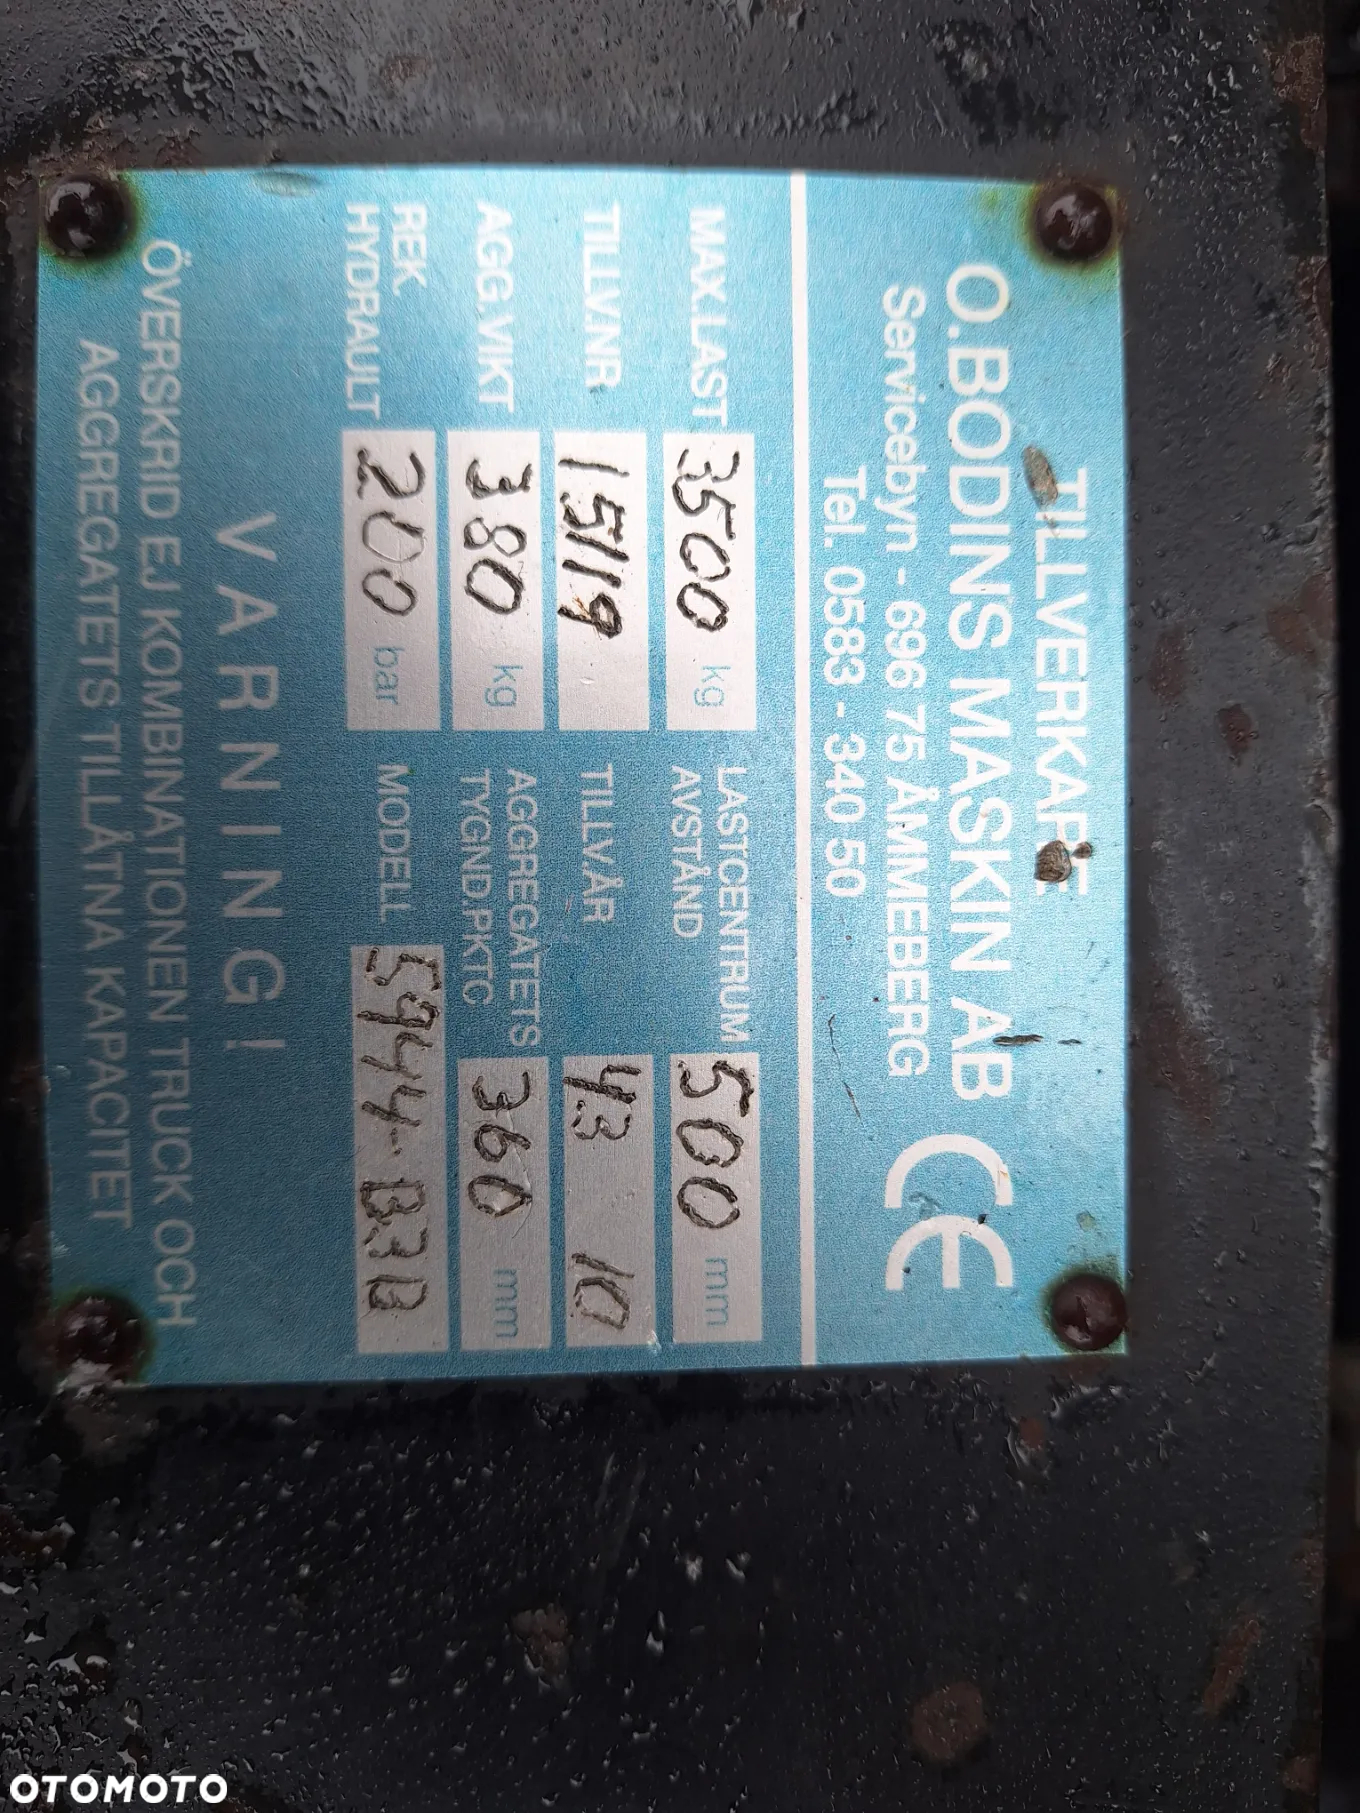 TILLVERKARE
O.BODINS MASKIN AB CE
Servicebyn - 696 75 ÅMMEBERG
Tel. 0583 - 340 50
MAX.LAST 3500 kg LASTCENTRUM AVSTÅND 500 mm
TILLV.NR 15119 TILLV.ÅR 43 10
AGG.VIKT 380 kg AGGREGATETS TYGND.PKTC 360 mm
REK. HYDRAULT 200 bar MODELL 5944-B3B
VARNING!
ÖVERSKRID EJ KOMBINATIONEN TRUCK OCH
AGGREGATETS TILLÅTNA KAPACITET
OTOMOTO